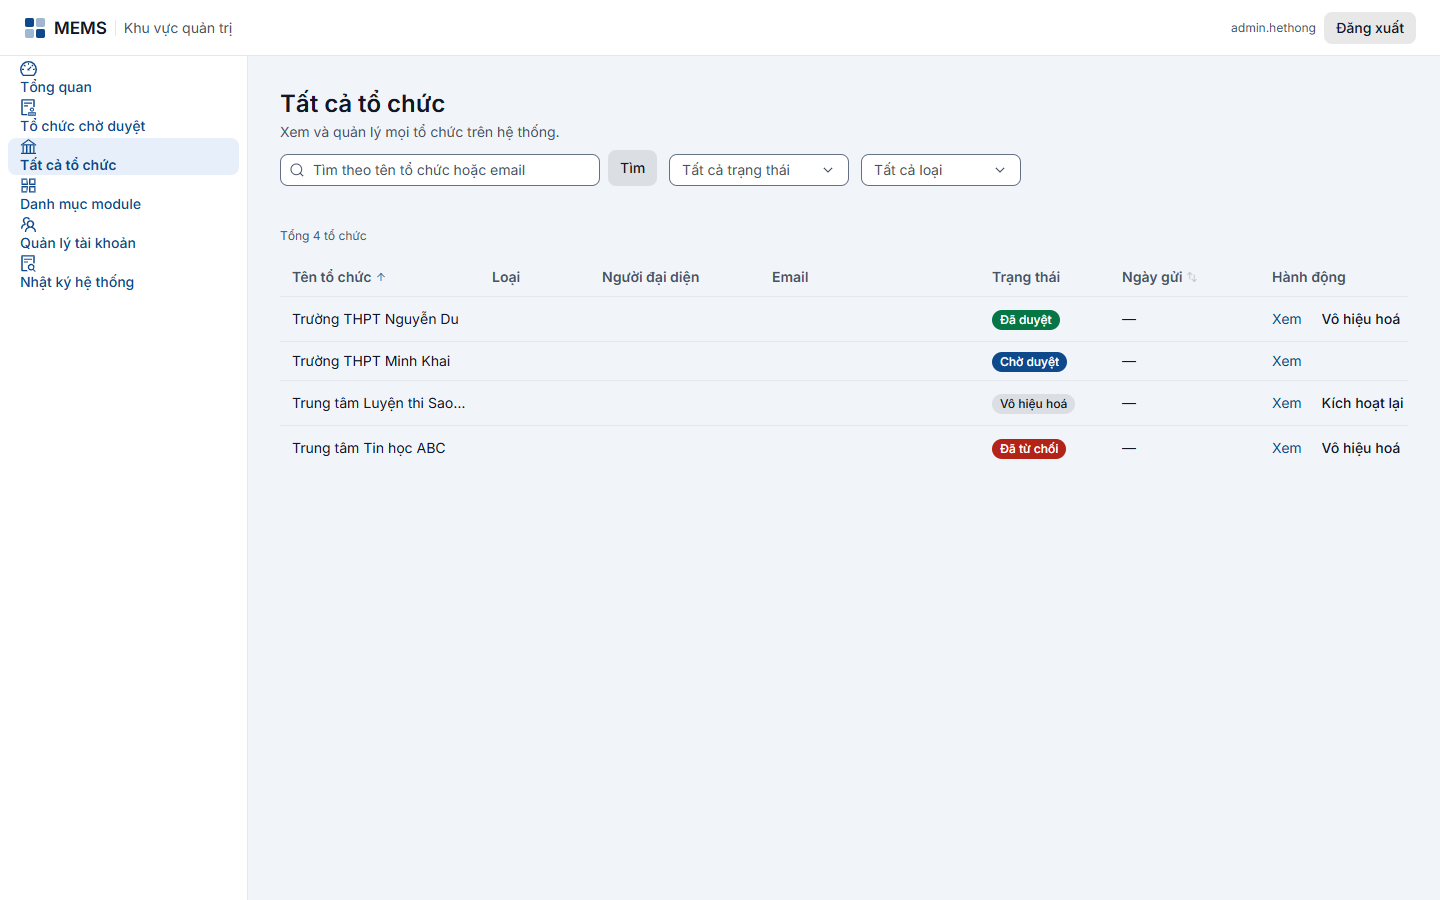 MEMS
Khu vực quản trị
admin.hethong
Đăng xuất
Tổng quan
Tổ chức chờ duyệt
Tất cả tổ chức
Danh mục module
Quản lý tài khoản
Nhật ký hệ thống
Tất cả tổ chức
Xem và quản lý mọi tổ chức trên hệ thống.
Tìm theo tên tổ chức hoặc email
Tìm
Tất cả trạng thái
Tất cả loại
Tổng 4 tổ chức
Tên tổ chức ↑ Loại Người đại diện Email Trạng thái Ngày gửi ↑↓ Hành động
Trường THPT Nguyễn Du Đã duyệt — Xem Vô hiệu hoá
Trường THPT Minh Khai Chờ duyệt — Xem
Trung tâm Luyện thi Sao... Vô hiệu hoá — Xem Kích hoạt lại
Trung tâm Tin học ABC Đã từ chối — Xem Vô hiệu hoá